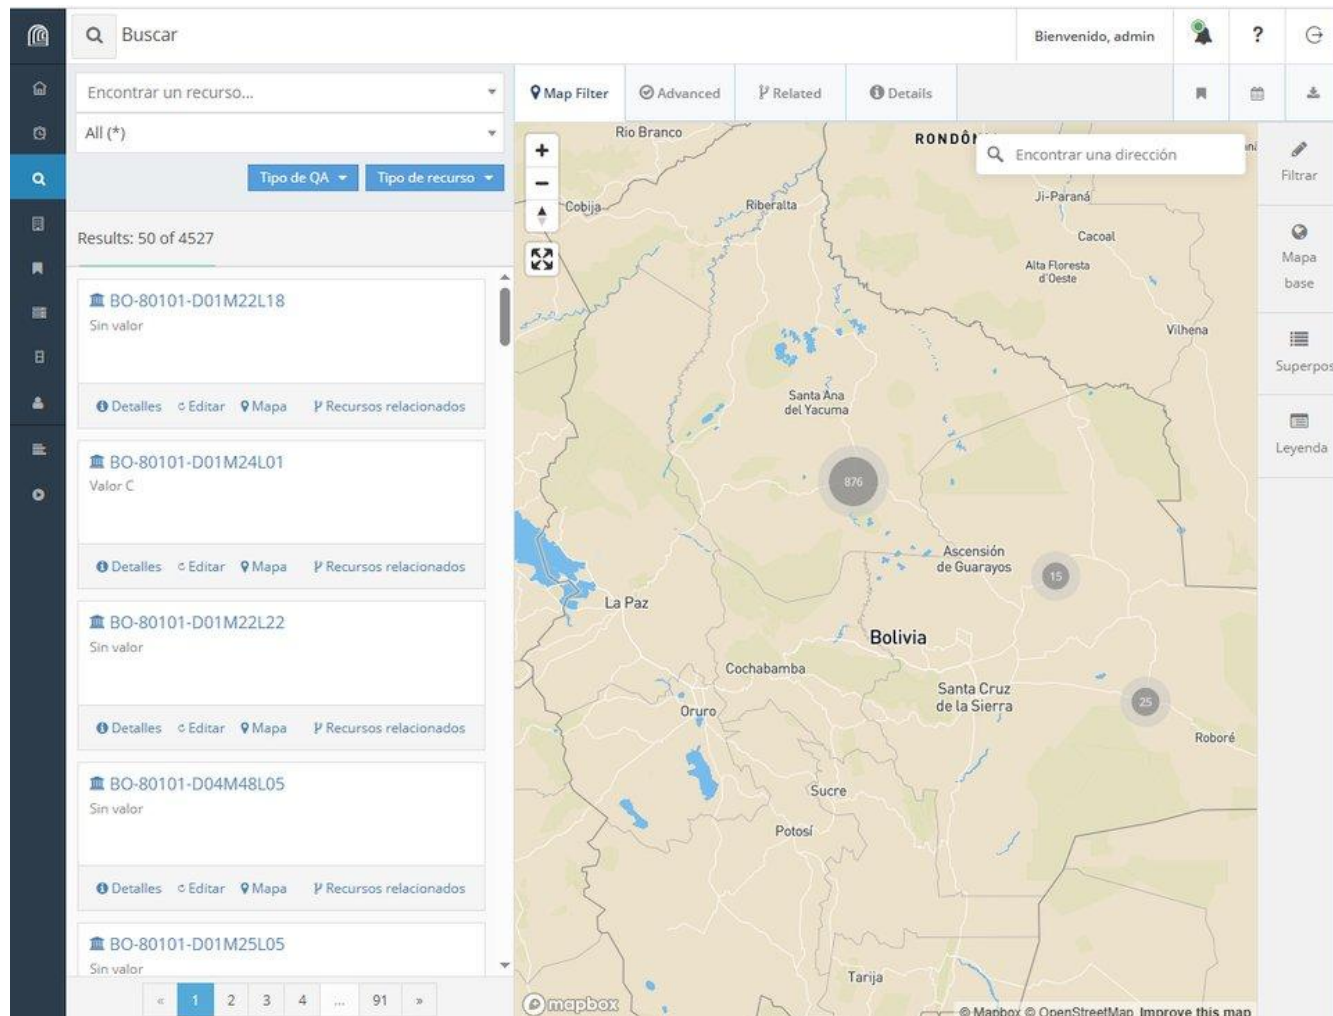 Buscar
Bienvenido, admin
?
Encontrar un recurso...
All (*)
Tipo de QA
Tipo de recurso
Results: 50 of 4527
BO-80101-D01M22L18
Sin valor
Detalles Editar Mapa Recursos relacionados
BO-80101-D01M24L01
Valor C
Detalles Editar Mapa Recursos relacionados
BO-80101-D01M22L22
Sin valor
Detalles Editar Mapa Recursos relacionados
BO-80101-D04M48L05
Sin valor
Detalles Editar Mapa Recursos relacionados
BO-80101-D01M25L05
Sin valor
« 1 2 3 4 ... 91 »
Map Filter
Advanced
Related
Details
Encontrar una dirección
Rio Branco
Cobija
Riberalta
Ji-Paraná
Cacoal
Alta Floresta
d'Oeste
Vilhena
Santa Ana
del Yacuma
876
Ascensión
de Guarayos
15
La Paz
Bolivia
Cochabamba
Santa Cruz
de la Sierra
25
Oruro
Roboré
Sucre
Potosí
Tarija
mapbox
© Mapbox © OpenStreetMap Improve this map
Filtrar
Mapa
base
Superpos
Leyenda